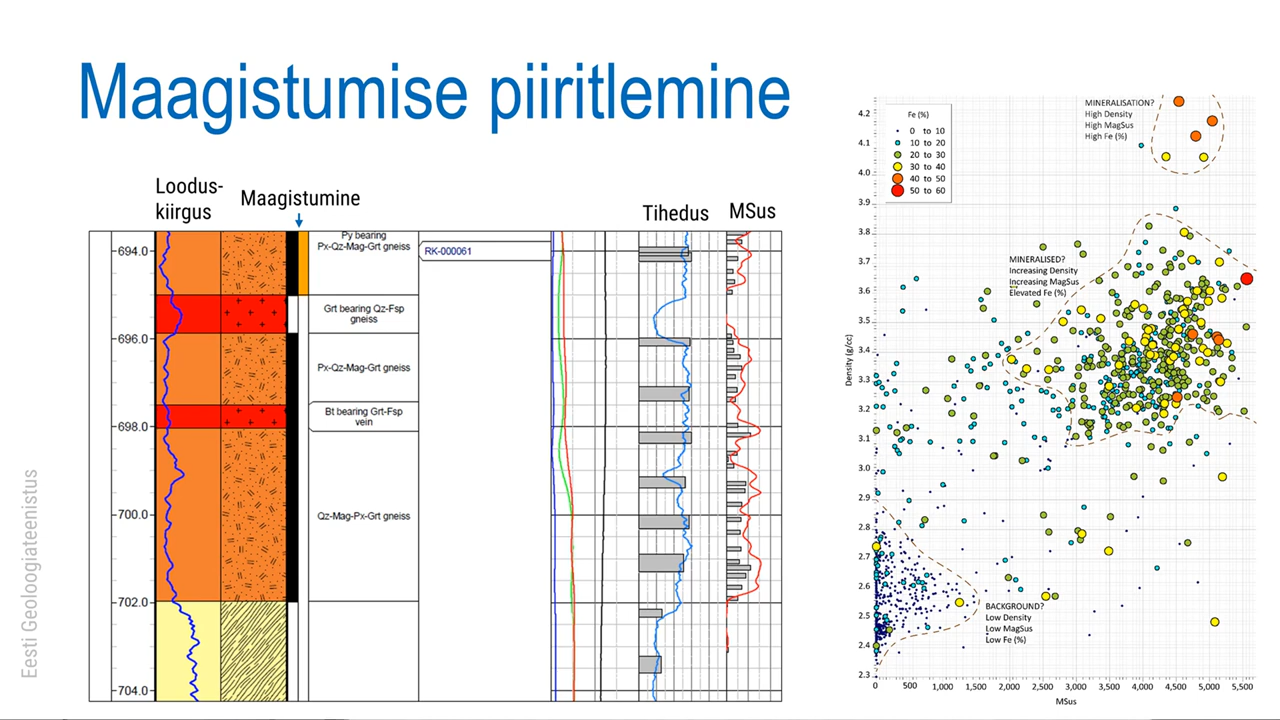 Maagistumise piiritlemine
Loodus-
kiirgus
Maagistumine
Tihedus
MSus
694.0
696.0
698.0
700.0
702.0
704.0
Py bearing
Px-Qz-Mag-Grt gneiss
RK-000061
Grt bearing Qz-Fsp
gneiss
Px-Qz-Mag-Grt gneiss
Bt bearing Grt-Fsp
vein
Qz-Mag-Px-Grt gneiss
Eesti Geoloogiateenistus
Fe (%)
0 to 10
10 to 20
20 to 30
30 to 40
40 to 50
50 to 60
MINERALISATION?
High Density
High MagSus
High Fe (%)
MINERALISED?
Increasing Density
Increasing MagSus
Elevated Fe (%)
BACKGROUND?
Low Density
Low MagSus
Low Fe (%)
Density (g/cc)
4.2
4.1
4.0
3.9
3.8
3.7
3.6
3.5
3.4
3.3
3.2
3.1
3.0
2.9
2.8
2.7
2.6
2.5
2.4
2.3
0 500 1,000 1,500 2,000 2,500 3,000 3,500 4,000 4,500 5,000 5,500
MSus